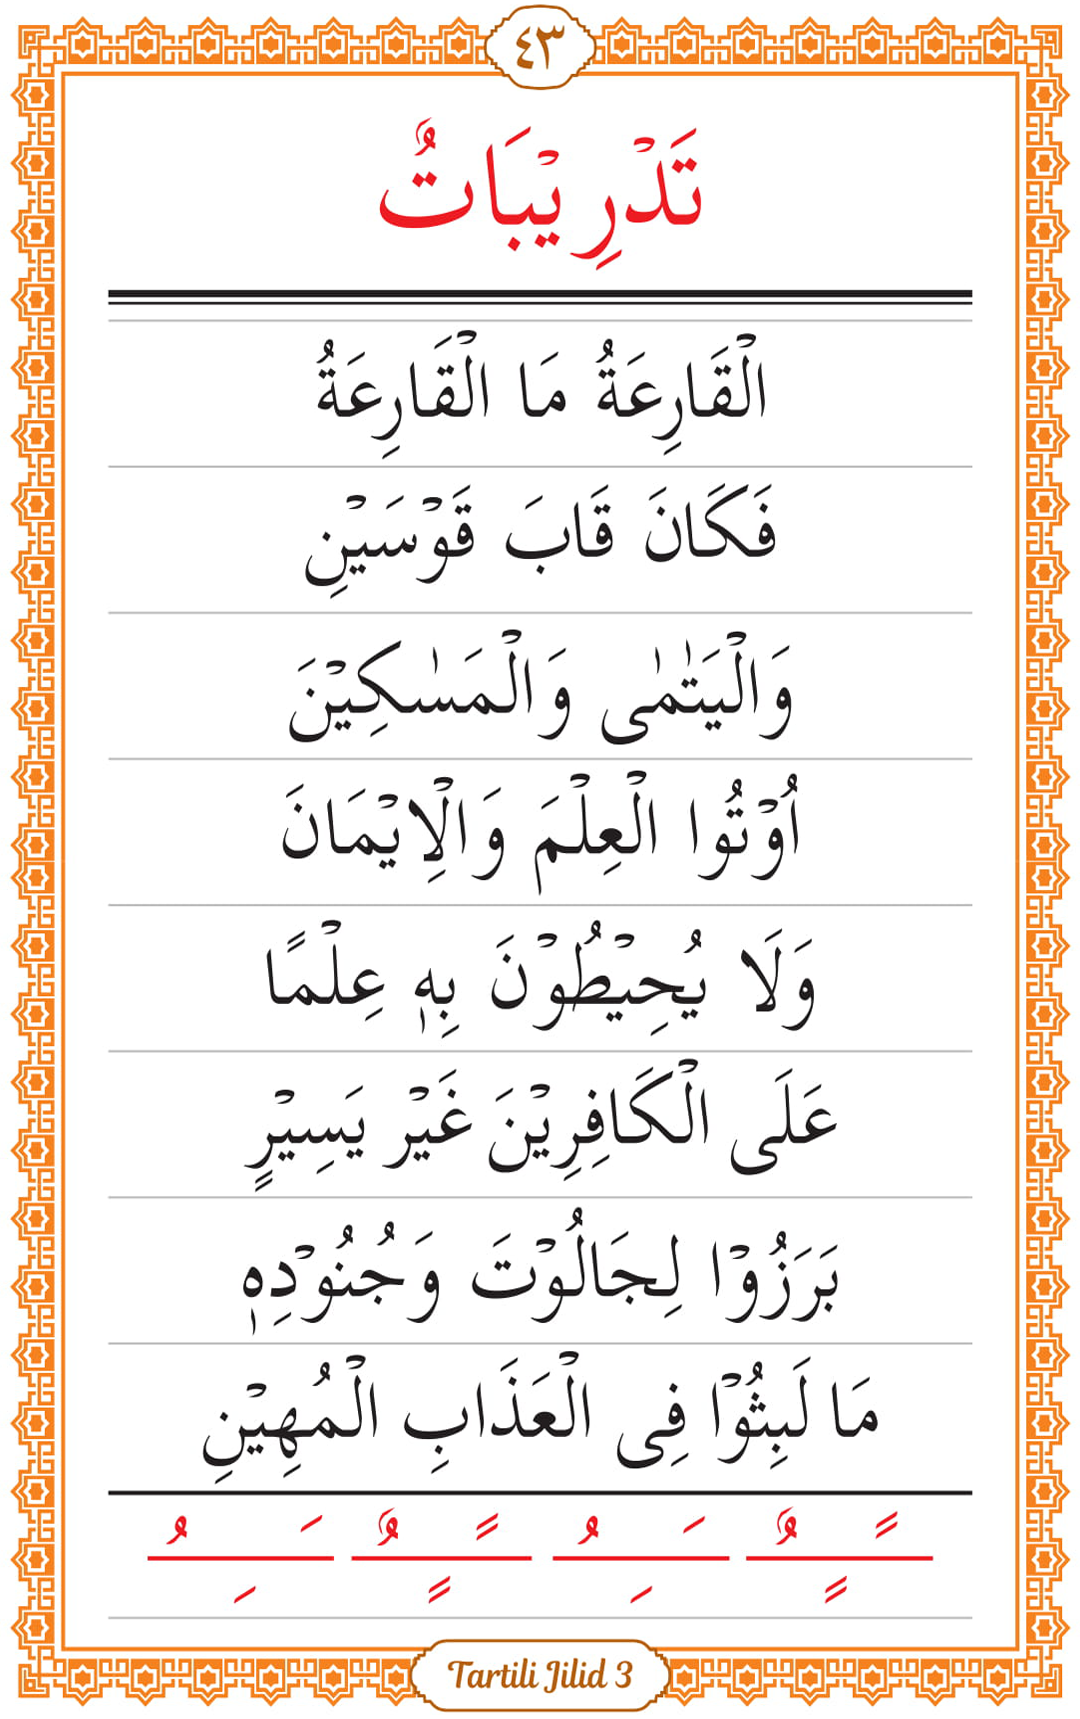 ٤٣
تَدْرِيْبَاتٌ
الْقَارِعَةُ مَا الْقَارِعَةُ
فَكَانَ قَابَ قَوْسَيْنِ
وَالْيَتٰمٰى وَالْمَسٰكِيْنَ
اُوْتُوا الْعِلْمَ وَالْاِيْمَانَ
وَلَا يُحِيْطُوْنَ بِهٖ عِلْمًا
عَلَى الْكَافِرِيْنَ غَيْر يَسِيْرٍ
بَرَزُوْا لِجَالُوْتَ وَجُنُوْدِهٖ
مَا لَبِثُوْا فِى الْعَذَابِ الْمُهِيْنِ
ـًـٌـٍ ـَـُـِ ـًـٌـٍ ـَـُـِ
Tartili Jilid 3